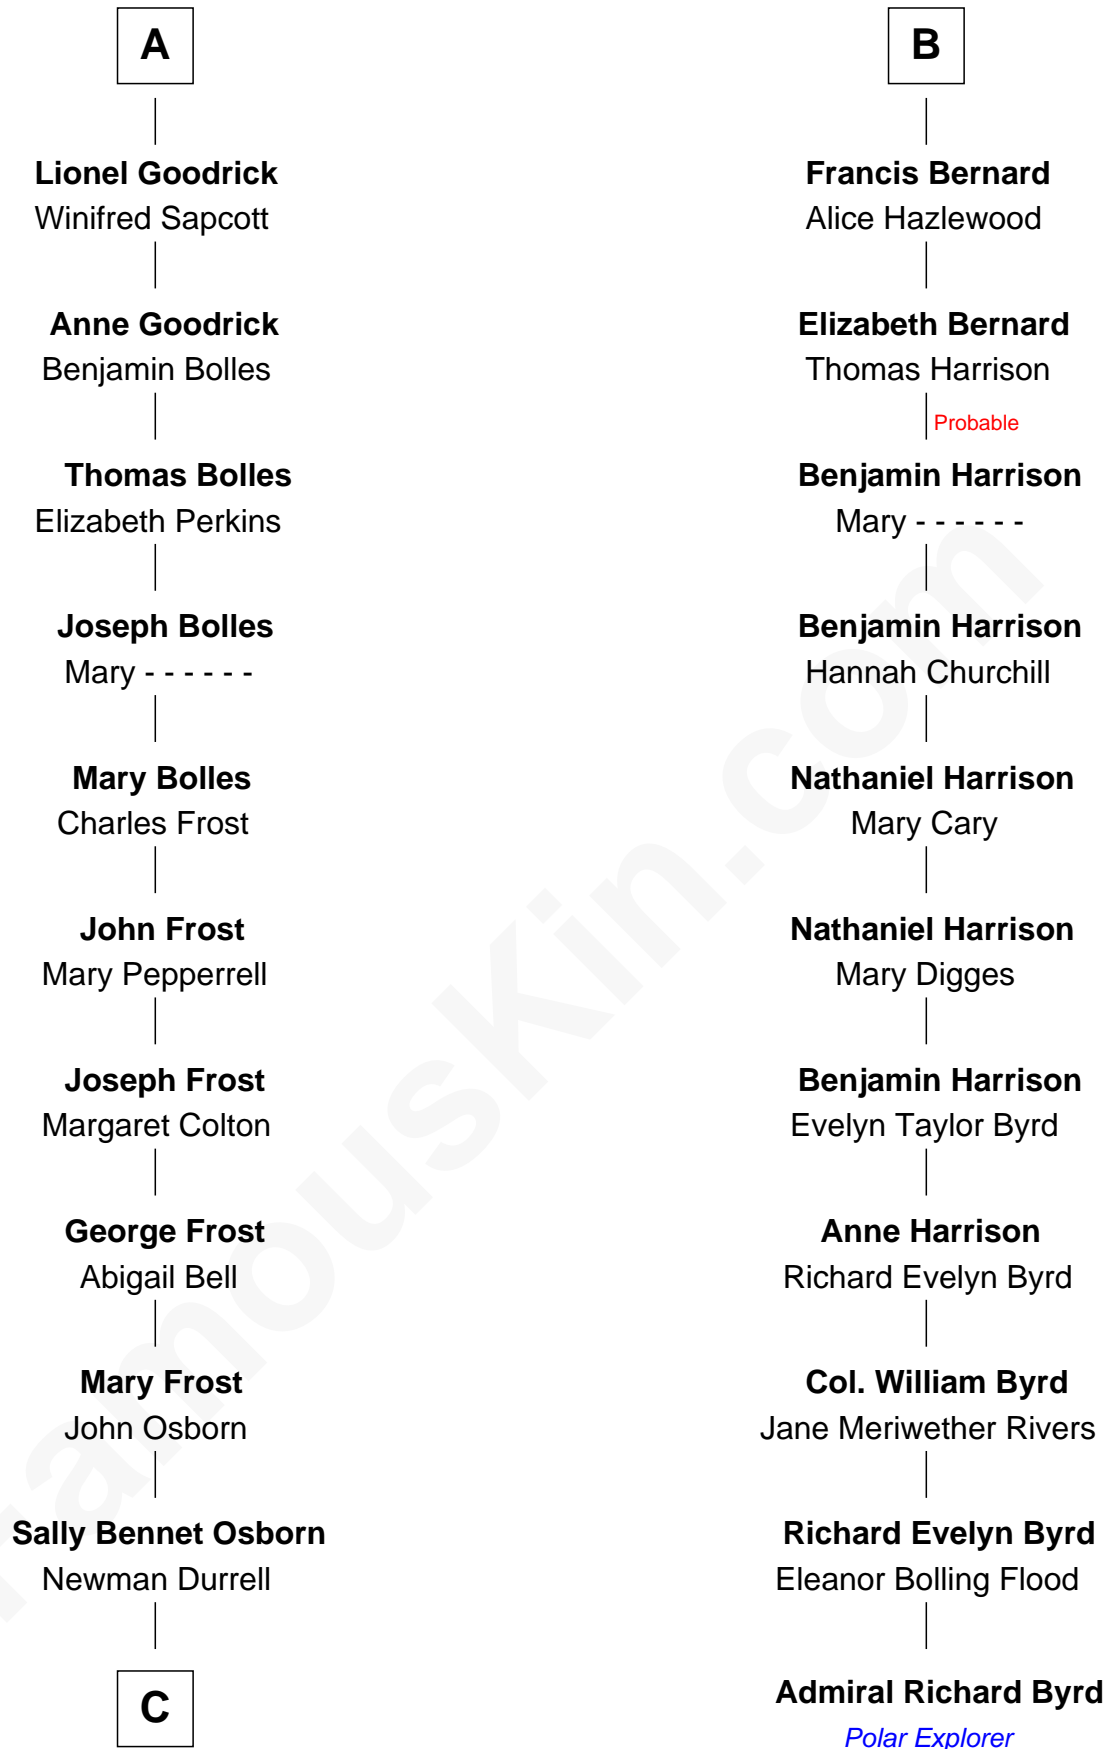 A
Lionel Goodrick
Winifred Sapcott
Anne Goodrick
Benjamin Bolles
Thomas Bolles
Elizabeth Perkins
Joseph Bolles
Mary - - - - - -
Mary Bolles
Charles Frost
John Frost
Mary Pepperrell
Joseph Frost
Margaret Colton
George Frost
Abigail Bell
Mary Frost
John Osborn
Sally Bennet Osborn
Newman Durrell
C
B
Francis Bernard
Alice Hazlewood
Elizabeth Bernard
Thomas Harrison
Probable
Benjamin Harrison
Mary - - - - - -
Benjamin Harrison
Hannah Churchill
Nathaniel Harrison
Mary Cary
Nathaniel Harrison
Mary Digges
Benjamin Harrison
Evelyn Taylor Byrd
Anne Harrison
Richard Evelyn Byrd
Col. William Byrd
Jane Meriwether Rivers
Richard Evelyn Byrd
Eleanor Bolling Flood
Admiral Richard Byrd
Polar Explorer
FamousKin.com